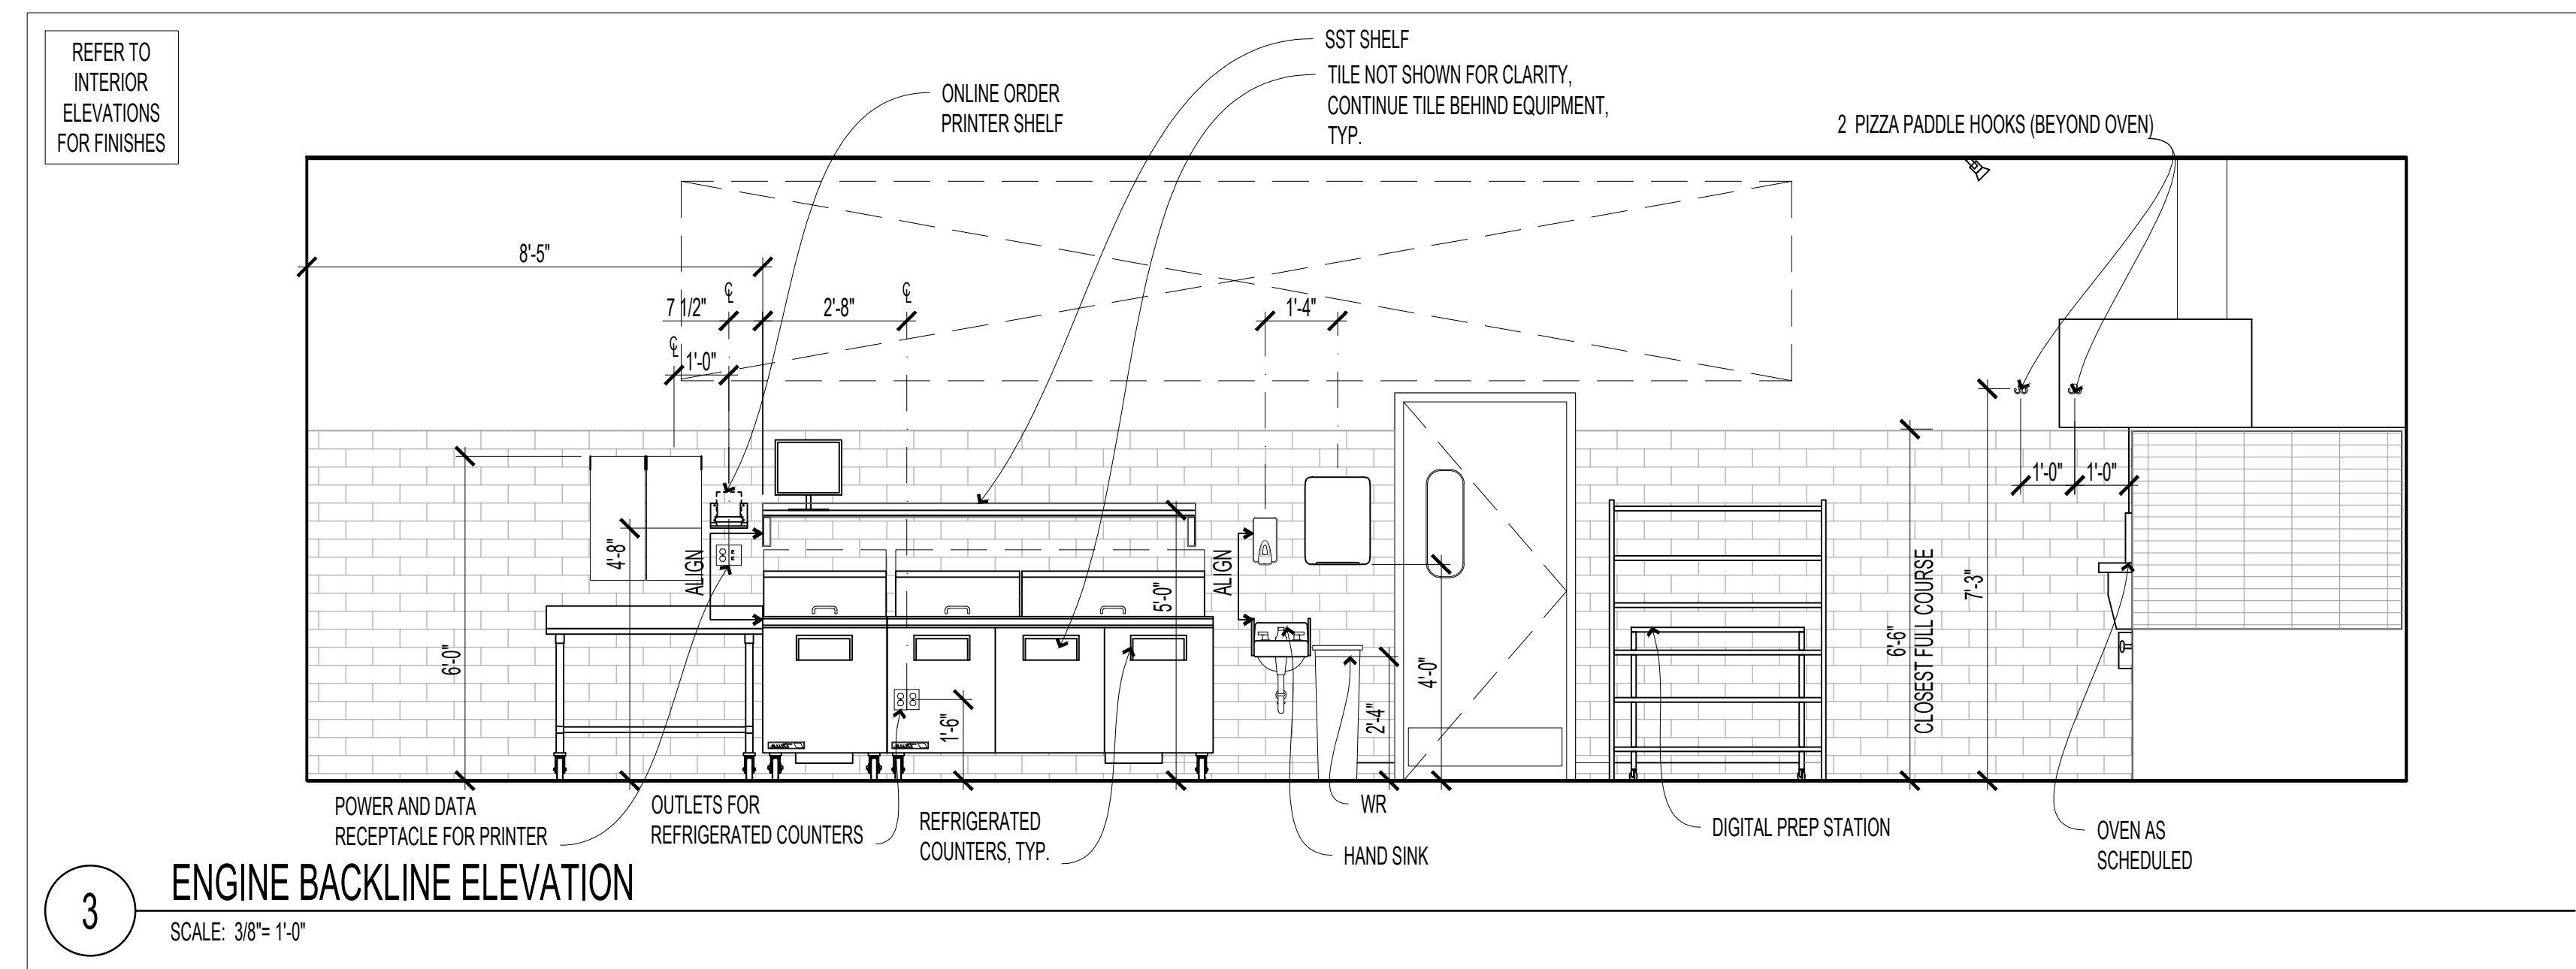 REFER TO
INTERIOR
ELEVATIONS
FOR FINISHES
SST SHELF
TILE NOT SHOWN FOR CLARITY,
CONTINUE TILE BEHIND EQUIPMENT,
TYP.
ONLINE ORDER
PRINTER SHELF
2 PIZZA PADDLE HOOKS (BEYOND OVEN)
8'-5"
7 1/2"
℄
2'-8"
℄
1'-4"
℄
1'-0"
1'-0"
1'-0"
6'-0"
4'-8"
ALIGN
5'-0"
ALIGN
1'-6"
2'-4"
4'-0"
6'-6"
CLOSEST FULL COURSE
7'-3"
POWER AND DATA
RECEPTACLE FOR PRINTER
OUTLETS FOR
REFRIGERATED COUNTERS
REFRIGERATED
COUNTERS, TYP.
WR
HAND SINK
DIGITAL PREP STATION
OVEN AS
SCHEDULED
3
ENGINE BACKLINE ELEVATION
SCALE: 3/8"= 1'-0"